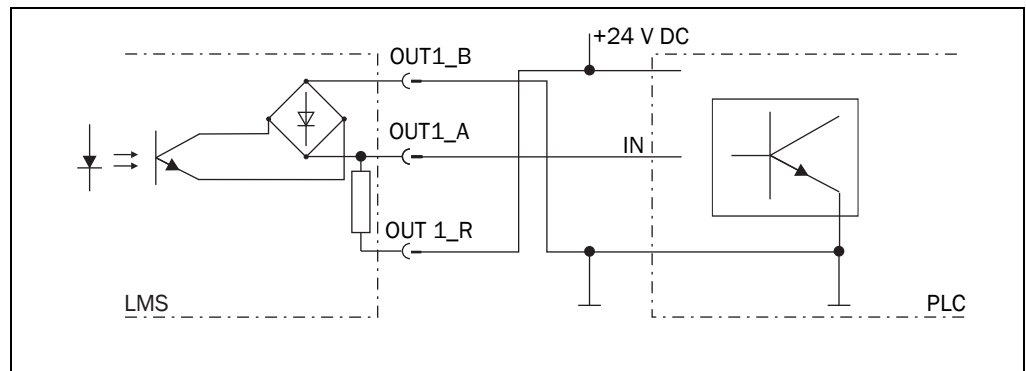 +24 V DC
OUT1_B
OUT1_A
IN
OUT 1_R
LMS
PLC